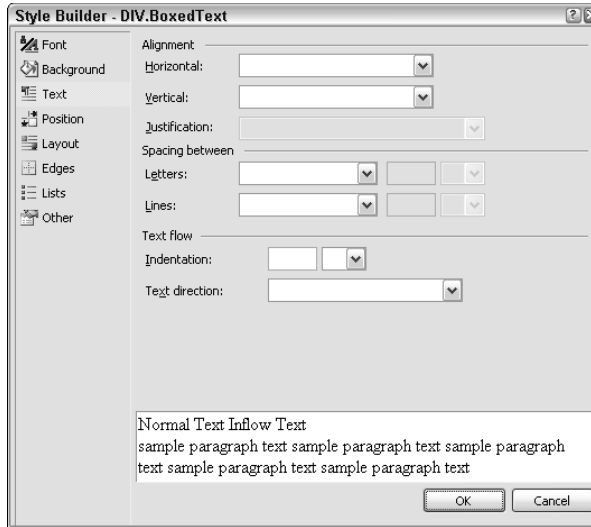 Style Builder - DIV.BoxedText
Font
Background
Text
Position
Layout
Edges
Lists
Other
Alignment
Horizontal:
Vertical:
Justification:
Spacing between
Letters:
Lines:
Text flow
Indentation:
Text direction:
Normal Text Inflow Text
sample paragraph text sample paragraph text sample paragraph
text sample paragraph text sample paragraph text
OK
Cancel